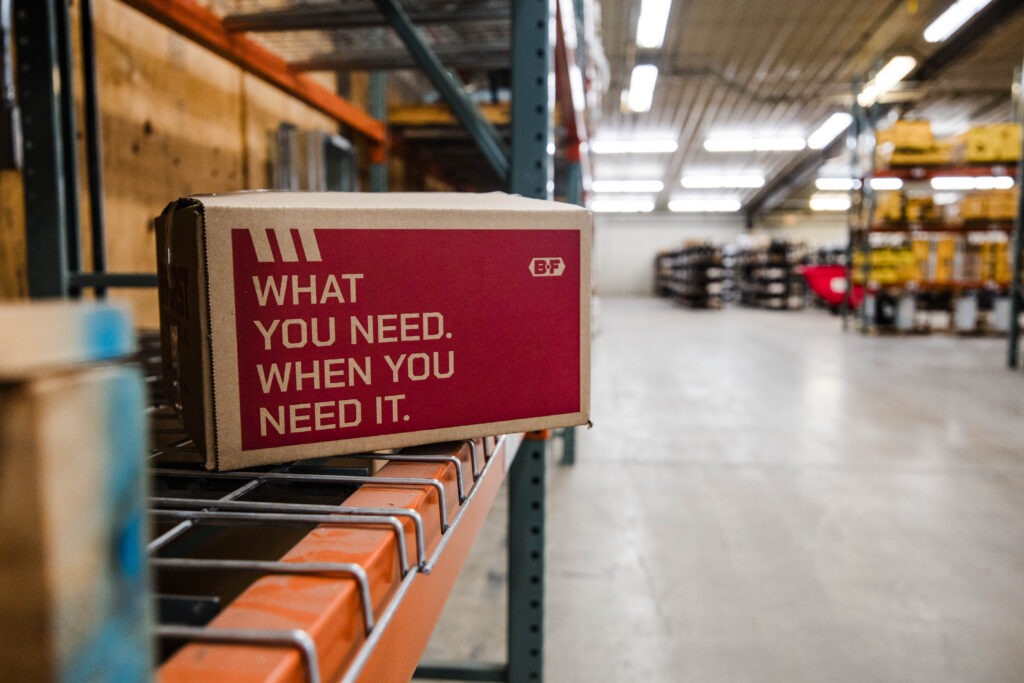 WHAT
YOU NEED.
WHEN YOU
NEED IT.
B·F